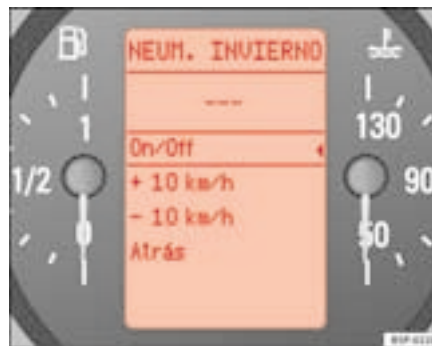 NEUM. INVIERNO
---
On/Off
+ 10 km/h
- 10 km/h
Atrás
1/2
1
0
130
90
50